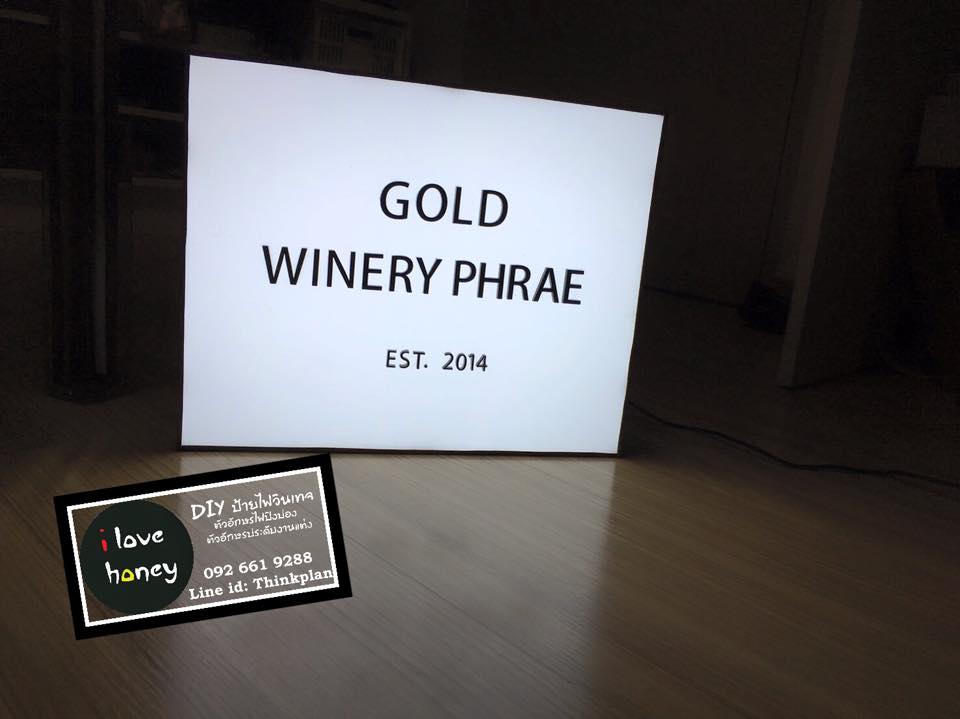 GOLD
WINERY PHRAE
EST. 2014
i love
honey
DIY ป้ายไฟวินเทจ
ตัวอักษรไฟปิงปอง
ตัวอักษรประดับงานแต่ง
092 661 9288
Line id: Thinkplan